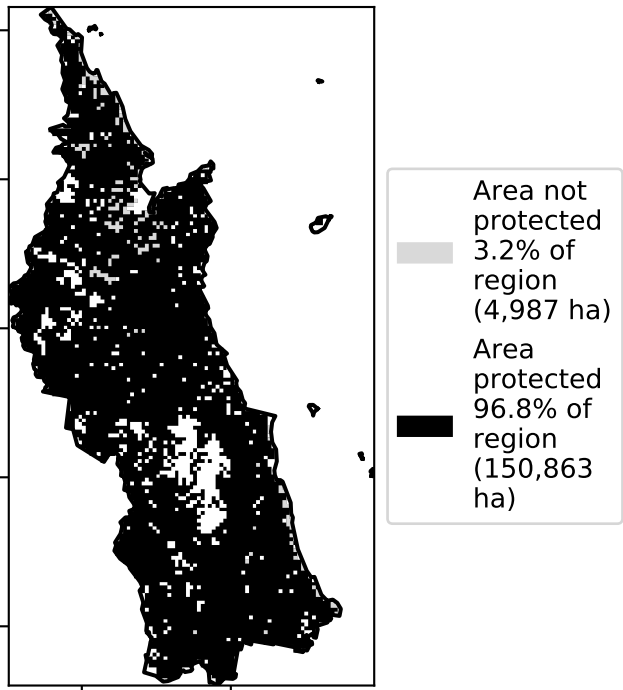 Area not
protected
3.2% of
region
(4,987 ha)
Area
protected
96.8% of
region
(150,863
ha)